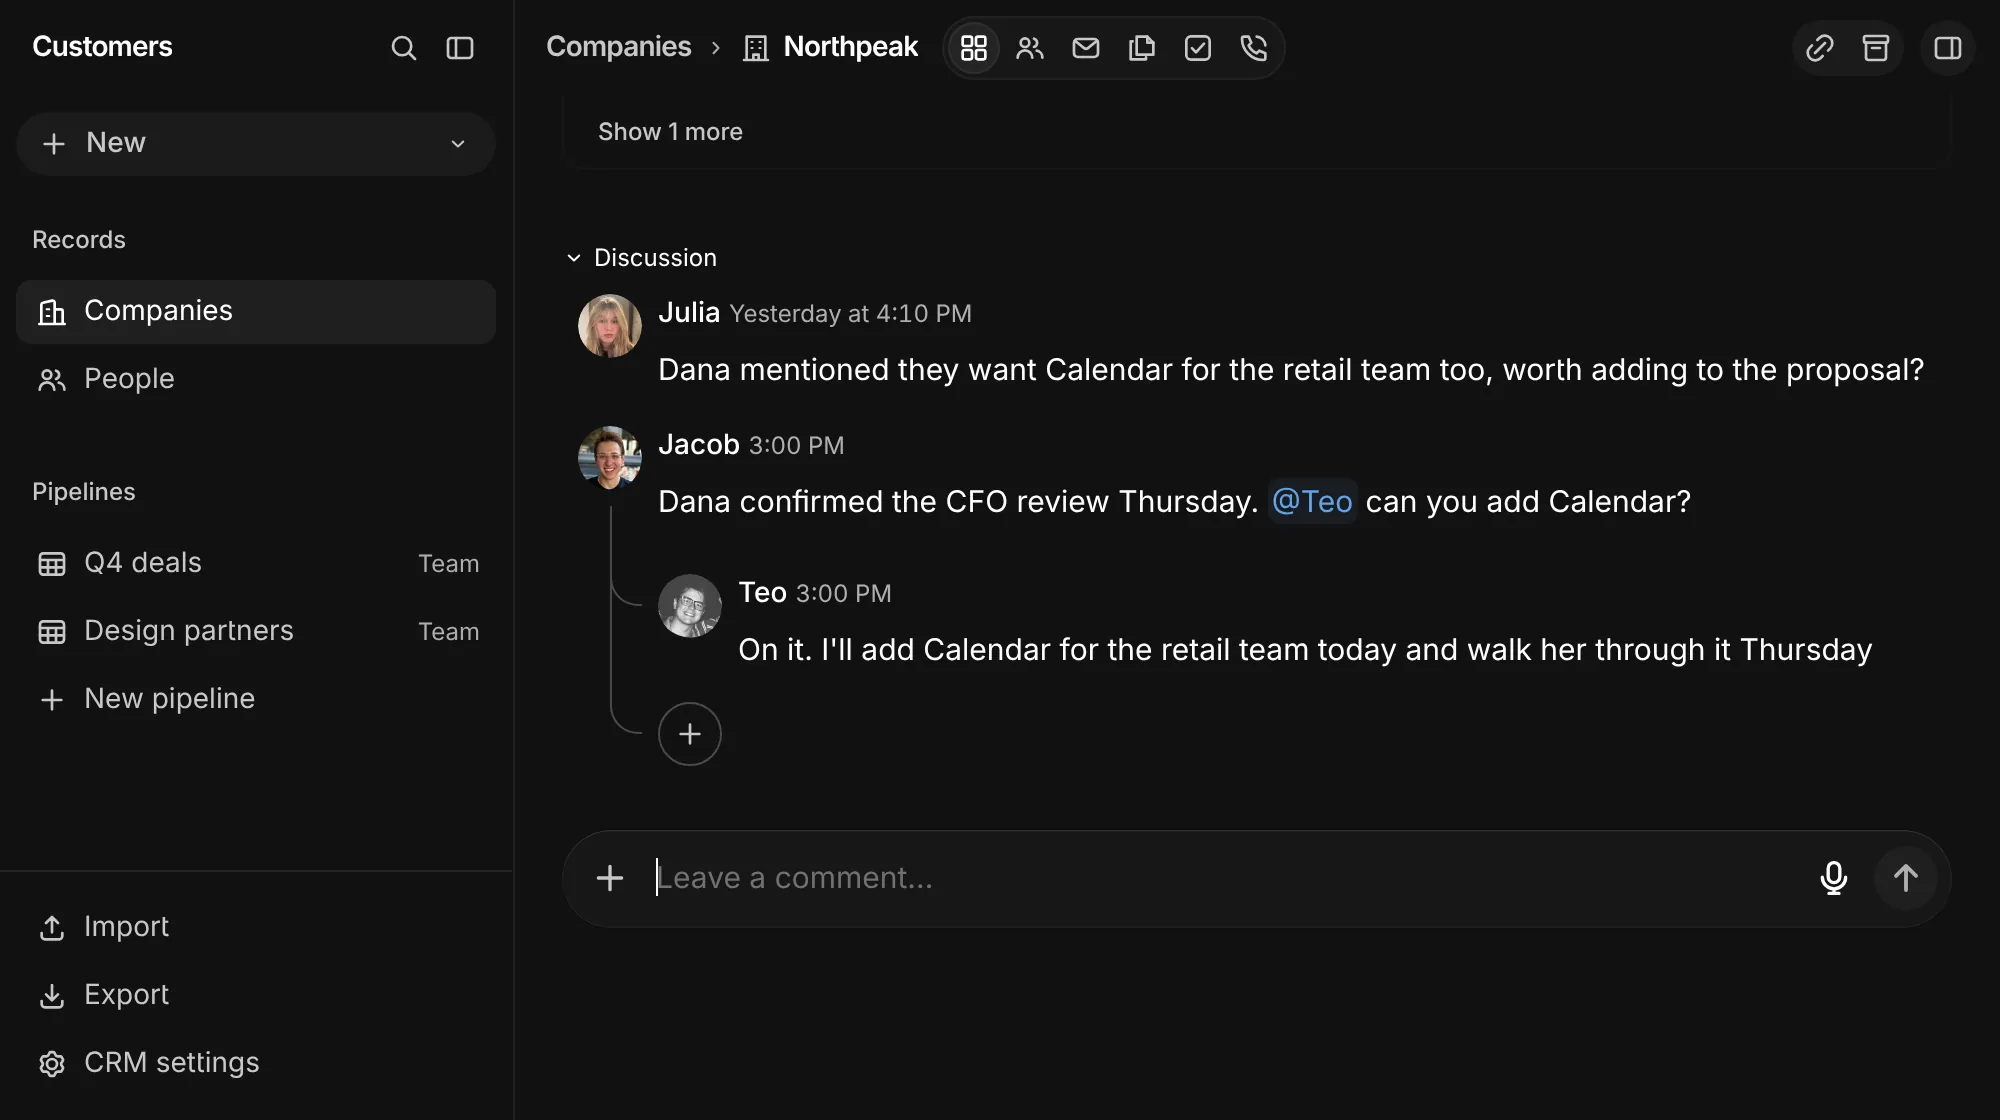 Customers
New
Records
Companies
People
Pipelines
Q4 deals Team
Design partners Team
New pipeline
Import
Export
CRM settings
Companies › Northpeak
Show 1 more
Discussion
Julia Yesterday at 4:10 PM
Dana mentioned they want Calendar for the retail team too, worth adding to the proposal?
Jacob 3:00 PM
Dana confirmed the CFO review Thursday. @Teo can you add Calendar?
Teo 3:00 PM
On it. I'll add Calendar for the retail team today and walk her through it Thursday
Leave a comment...